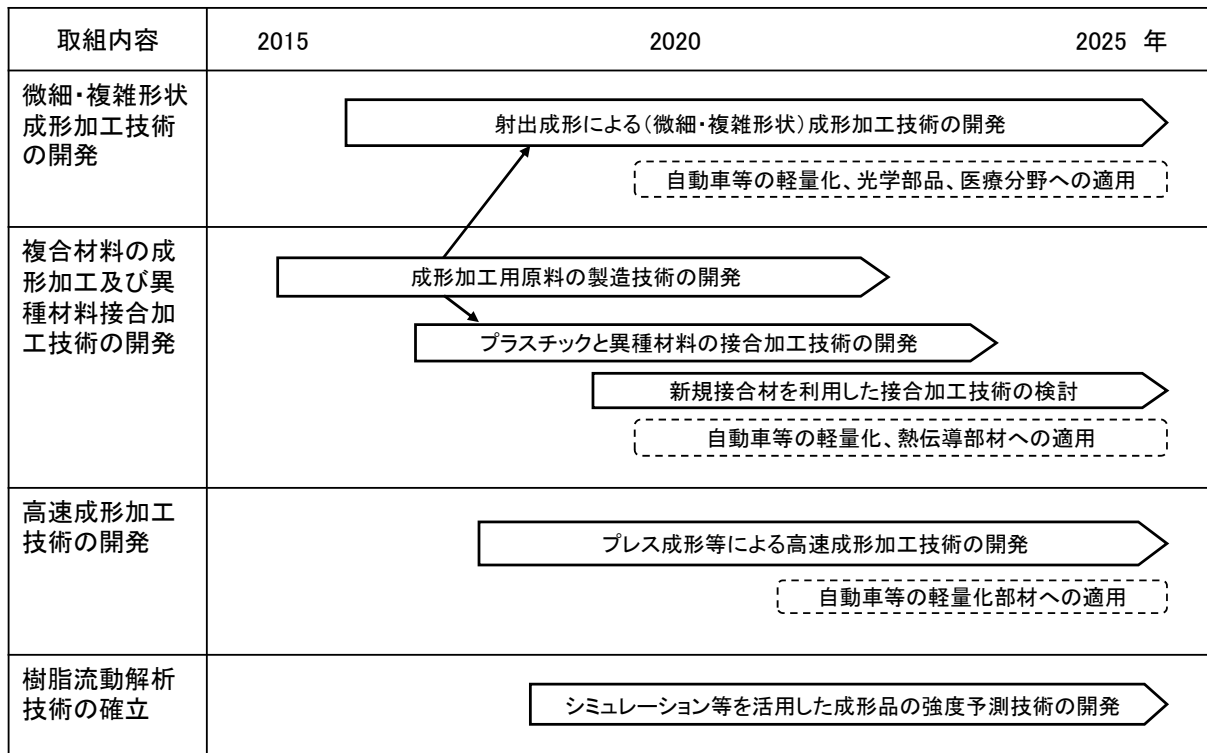 取組内容
2015
2020
2025 年
微細・複雑形状
成形加工技術
の開発
射出成形による(微細・複雑形状)成形加工技術の開発
自動車等の軽量化、光学部品、医療分野への適用
複合材料の成
形加工及び異
種材料接合加
工技術の開発
成形加工用原料の製造技術の開発
プラスチックと異種材料の接合加工技術の開発
新規接合材を利用した接合加工技術の検討
自動車等の軽量化、熱伝導部材への適用
高速成形加工
技術の開発
プレス成形等による高速成形加工技術の開発
自動車等の軽量化部材への適用
樹脂流動解析
技術の確立
シミュレーション等を活用した成形品の強度予測技術の開発